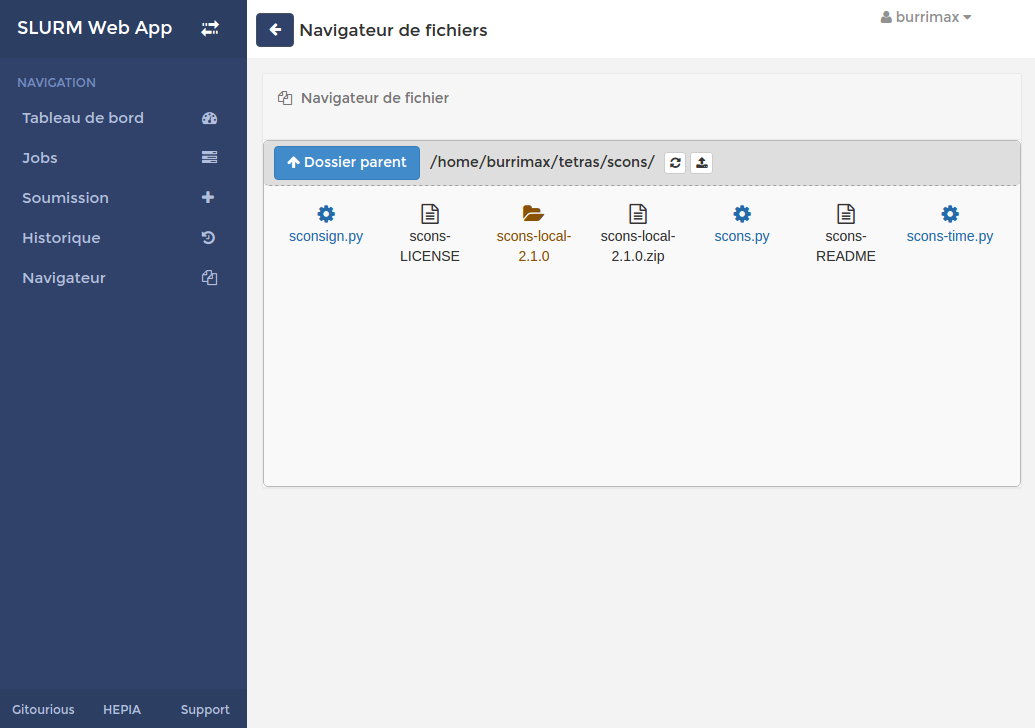 SLURM Web App
NAVIGATION
Tableau de bord
Jobs
Soumission
Historique
Navigateur
Gitourious HEPIA Support
Navigateur de fichiers
burrimax
Navigateur de fichier
Dossier parent /home/burrimax/tetras/scons/
sconsign.py
scons-
LICENSE
scons-local-
2.1.0
scons-local-
2.1.0.zip
scons.py
scons-
README
scons-time.py